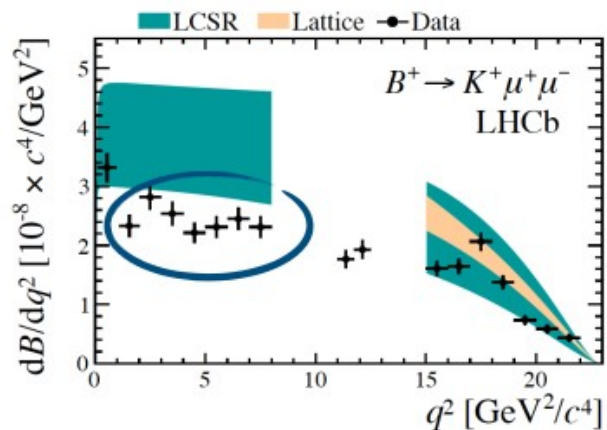 LCSR Lattice Data
B⁺ → K⁺μ⁺μ⁻
LHCb
dB/dq² [10⁻⁸ × c⁴/GeV²]
5
4
3
2
1
0
0 5 10 15 20
q² [GeV²/c⁴]